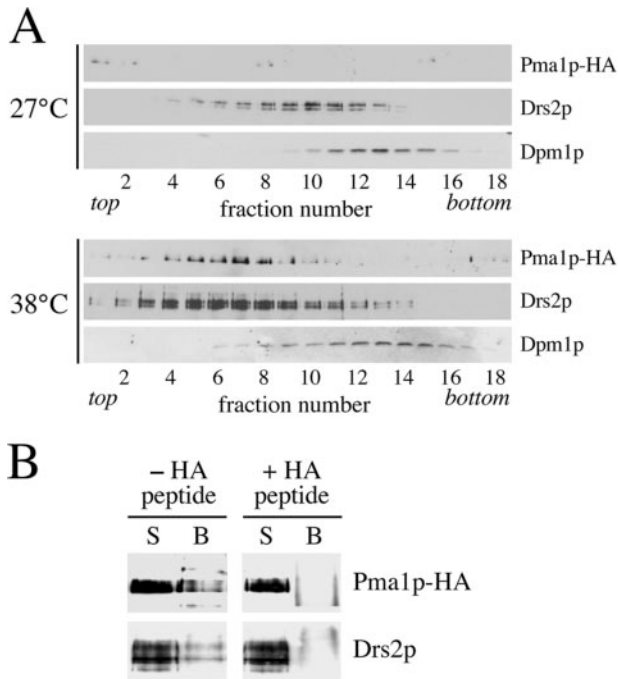 A
27°C
Pma1p-HA
Drs2p
Dpm1p
2 4 6 8 10 12 14 16 18
top fraction number bottom
38°C
Pma1p-HA
Drs2p
Dpm1p
2 4 6 8 10 12 14 16 18
top fraction number bottom
B
– HA peptide
+ HA peptide
S B S B
Pma1p-HA
Drs2p